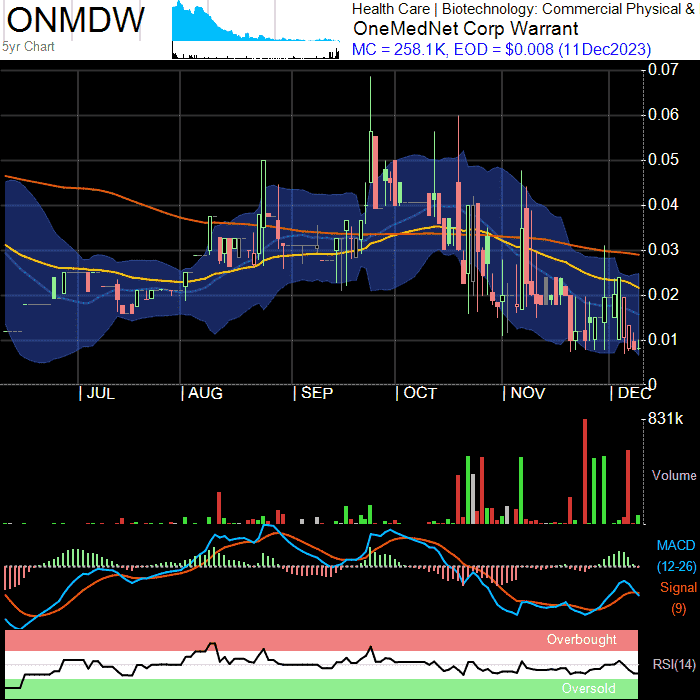 ONMDW
5yr Chart
Health Care | Biotechnology: Commercial Physical &
OneMedNet Corp Warrant
MC = 258.1K, EOD = $0.008 (11Dec2023)
0.07
0.06
0.05
0.04
0.03
0.02
0.01
0
| JUL | AUG | SEP | OCT | NOV | DEC
831k
Volume
MACD
(12-26)
Signal
(9)
Overbought
RSI(14)
Oversold